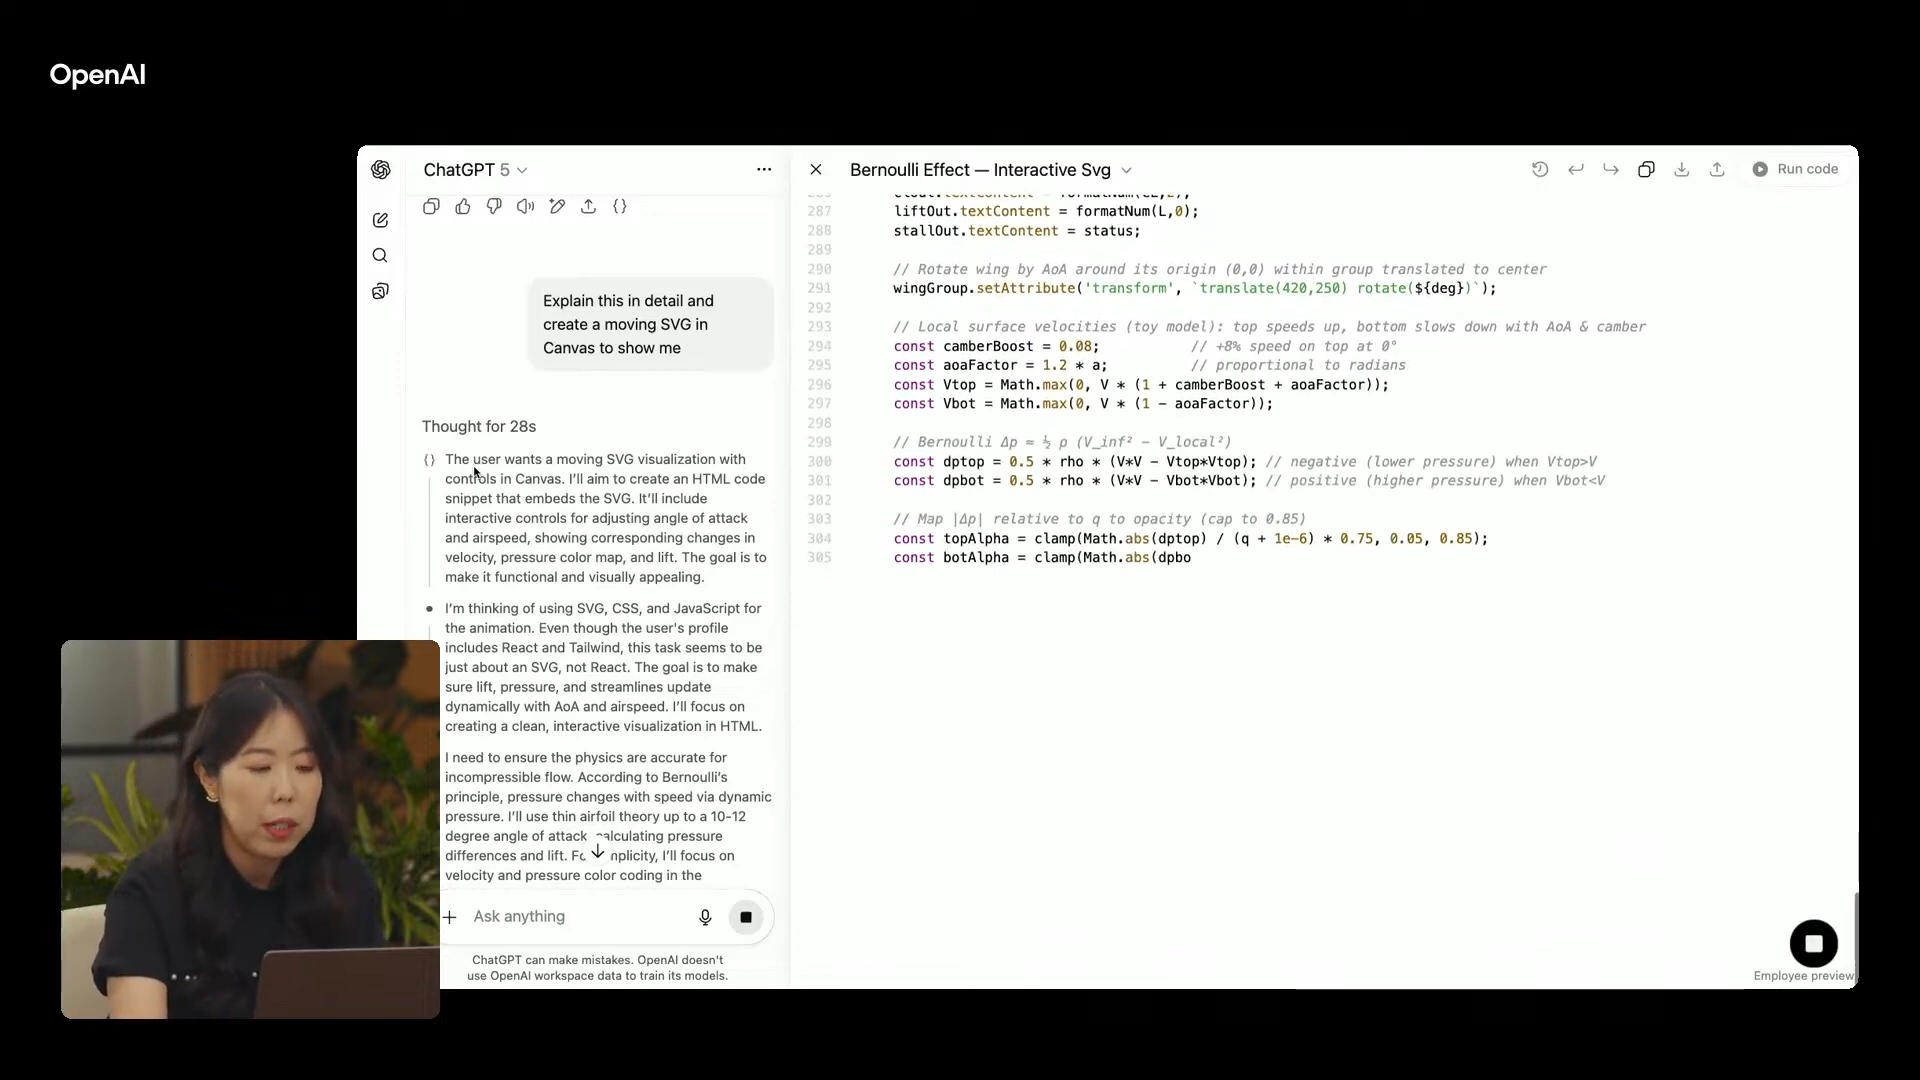 OpenAI
ChatGPT 5
Explain this in detail and
create a moving SVG in
Canvas to show me
Thought for 28s
The user wants a moving SVG visualization with
controls in Canvas. I'll aim to create an HTML code
snippet that embeds the SVG. It'll include
interactive controls for adjusting angle of attack
and airspeed, showing corresponding changes in
velocity, pressure color map, and lift. The goal is to
make it functional and visually appealing.
I'm thinking of using SVG, CSS, and JavaScript for
the animation. Even though the user's profile
includes React and Tailwind, this task seems to be
just about an SVG, not React. The goal is to make
sure lift, pressure, and streamlines update
dynamically with AoA and airspeed. I'll focus on
creating a clean, interactive visualization in HTML.
I need to ensure the physics are accurate for
incompressible flow. According to Bernoulli's
principle, pressure changes with speed via dynamic
pressure. I'll use thin airfoil theory up to a 10-12
degree angle of attack, calculating pressure
differences and lift. For simplicity, I'll focus on
velocity and pressure color coding in the
Ask anything
ChatGPT can make mistakes. OpenAI doesn't
use OpenAI workspace data to train its models.
Bernoulli Effect — Interactive Svg
Run code
287 liftOut.textContent = formatNum(L,0);
288 stallOut.textContent = status;
289
290 // Rotate wing by AoA around its origin (0,0) within group translated to center
291 wingGroup.setAttribute('transform', `translate(420,250) rotate(${deg})`);
292
293 // Local surface velocities (toy model): top speeds up, bottom slows down with AoA & camber
294 const camberBoost = 0.08; // +8% speed on top at 0°
295 const aoaFactor = 1.2 * a; // proportional to radians
296 const Vtop = Math.max(0, V * (1 + camberBoost + aoaFactor));
297 const Vbot = Math.max(0, V * (1 - aoaFactor));
298
299 // Bernoulli Δp ≈ ½ ρ (V_inf² − V_local²)
300 const dptop = 0.5 * rho * (V*V - Vtop*Vtop); // negative (lower pressure) when Vtop>V
301 const dpbot = 0.5 * rho * (V*V - Vbot*Vbot); // positive (higher pressure) when Vbot<V
302
303 // Map |Δp| relative to q to opacity (cap to 0.85)
304 const topAlpha = clamp(Math.abs(dptop) / (q + 1e-6) * 0.75, 0.05, 0.85);
305 const botAlpha = clamp(Math.abs(dpbo
Employee preview